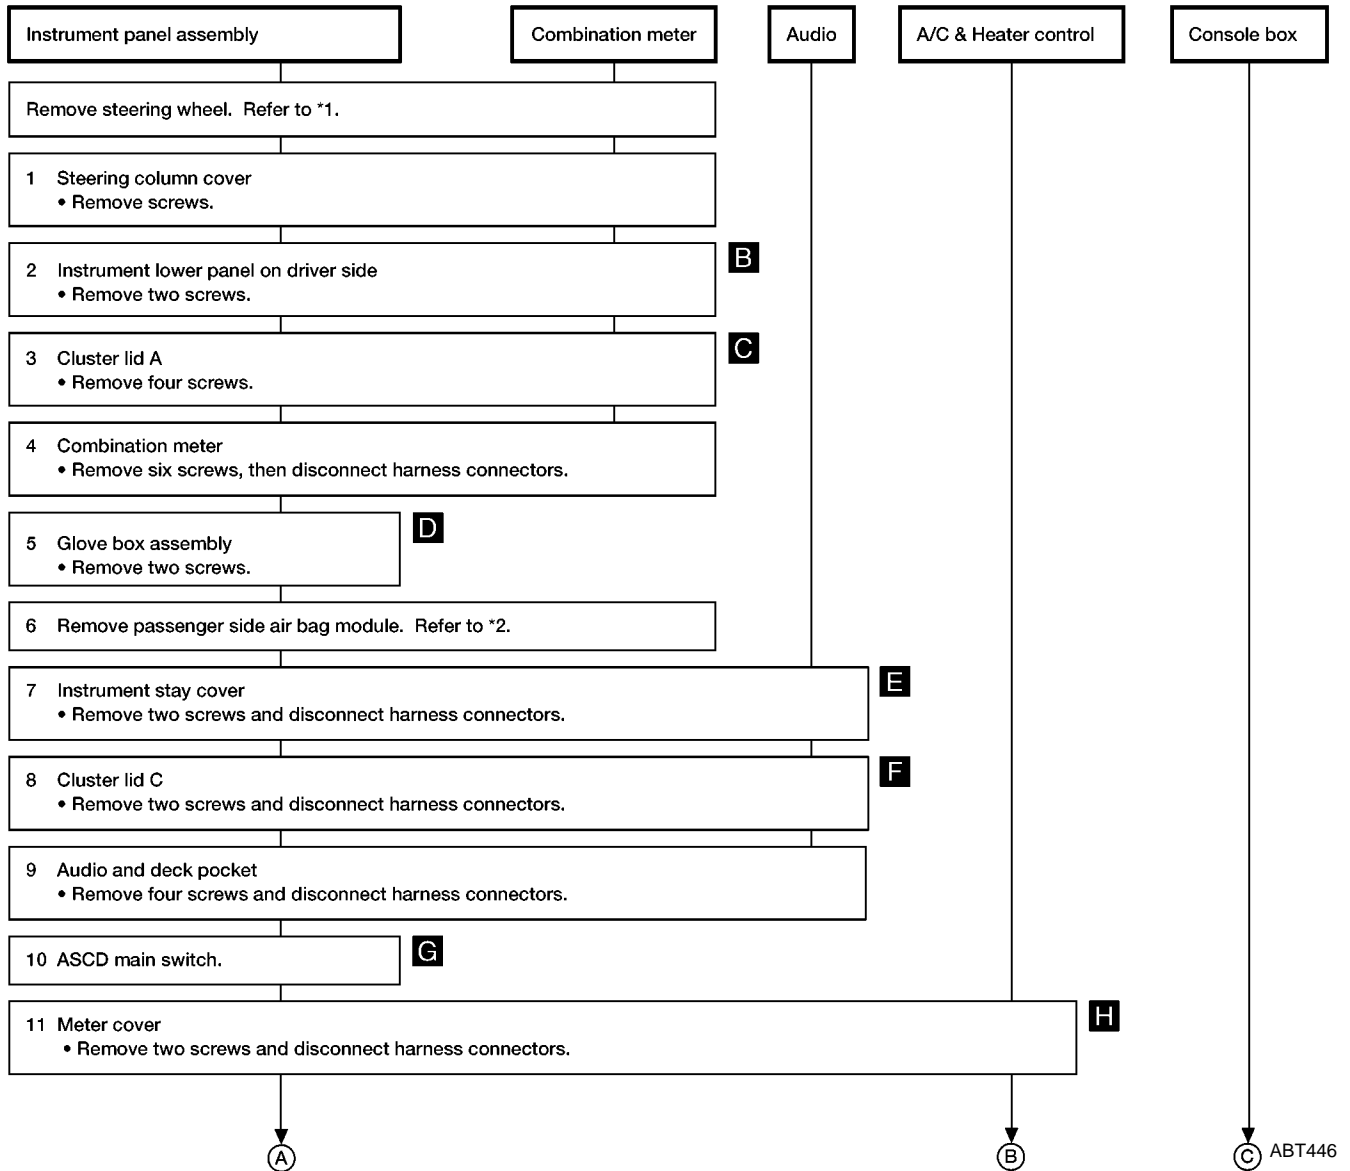 Instrument panel assembly
Combination meter
Audio
A/C & Heater control
Console box
Remove steering wheel. Refer to *1.
1 Steering column cover
• Remove screws.
2 Instrument lower panel on driver side
• Remove two screws.
B
3 Cluster lid A
• Remove four screws.
C
4 Combination meter
• Remove six screws, then disconnect harness connectors.
5 Glove box assembly
• Remove two screws.
D
6 Remove passenger side air bag module. Refer to *2.
7 Instrument stay cover
• Remove two screws and disconnect harness connectors.
E
8 Cluster lid C
• Remove two screws and disconnect harness connectors.
F
9 Audio and deck pocket
• Remove four screws and disconnect harness connectors.
10 ASCD main switch.
G
11 Meter cover
• Remove two screws and disconnect harness connectors.
H
A
B
C
ABT446